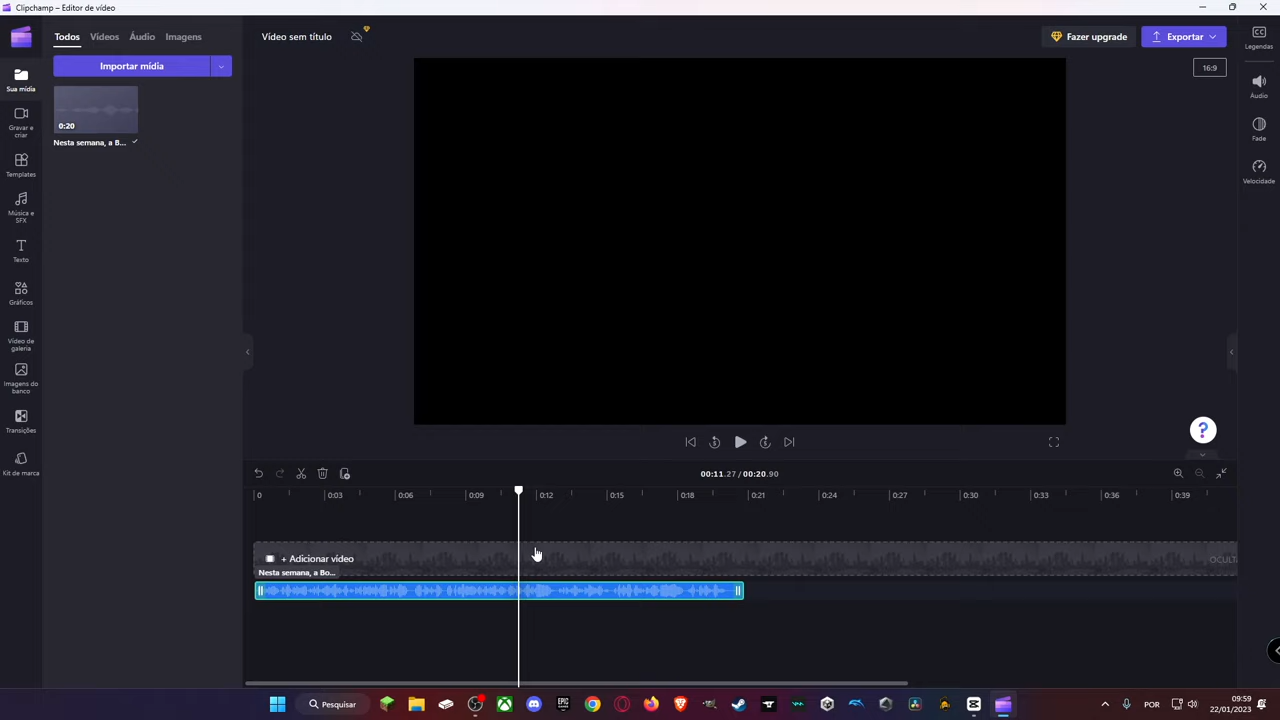 Clipchamp – Editor de vídeo
Todos Vídeos Áudio Imagens
Vídeo sem título
Fazer upgrade
Exportar
Legendas
Importar mídia
16:9
Sua mídia
0:20
Nesta semana, a B...
Áudio
Gravar e
criar
Fade
Templates
Velocidade
Música e
SFX
Texto
Gráficos
Vídeo de
galeria
Imagens do
banco
Transições
?
Kit de marca
00:11.27 / 00:20.90
0 0:03 0:06 0:09 0:12 0:15 0:18 0:21 0:24 0:27 0:30 0:33 0:36 0:39
+ Adicionar vídeo
OCULTA
Nesta semana, a Bo...
Pesquisar
EPIC
POR
09:59
22/01/2023